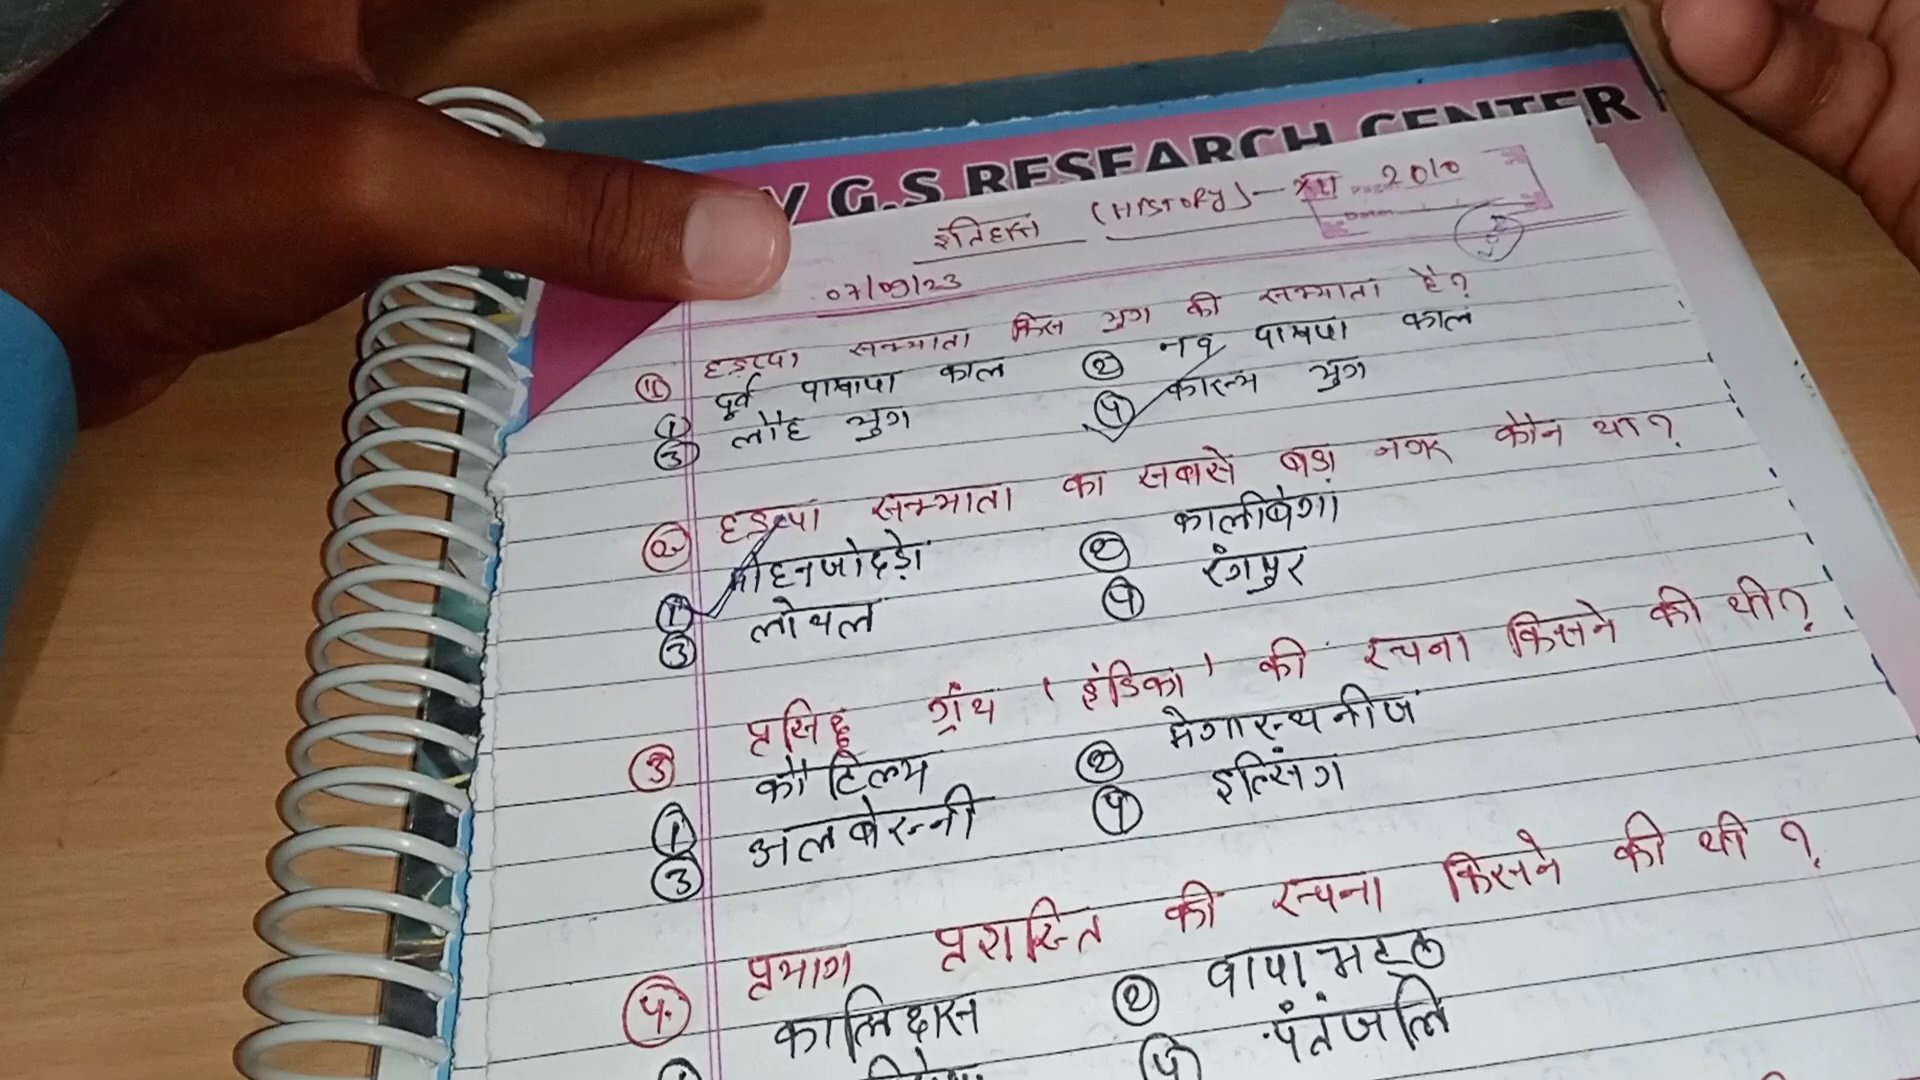 V G.S RESEARCH CENTER
इतिहास (HISTORY) - XII 2010
07/09/23
① हड़प्पा सभ्यता किस युग की सभ्यता है?
① पूर्व पाषाण काल ② नव पाषाण काल
③ लौह युग ④ कास्य युग
② हड़प्पा सभ्यता का सबसे बड़ा नगर कौन था?
① मोहनजोदड़ो ② कालीबंगा
③ लोथल ④ रंगपुर
③ प्रसिद्ध ग्रंथ 'इंडिका' की रचना किसने की थी?
① कौटिल्य ② मेगास्थनीज
③ अलबेरूनी ④ इत्सिंग
④ प्रयाग प्रशस्ति की रचना किसने की थी?
① कालिदास ② बाणभट्ट
④ पंतंजलि